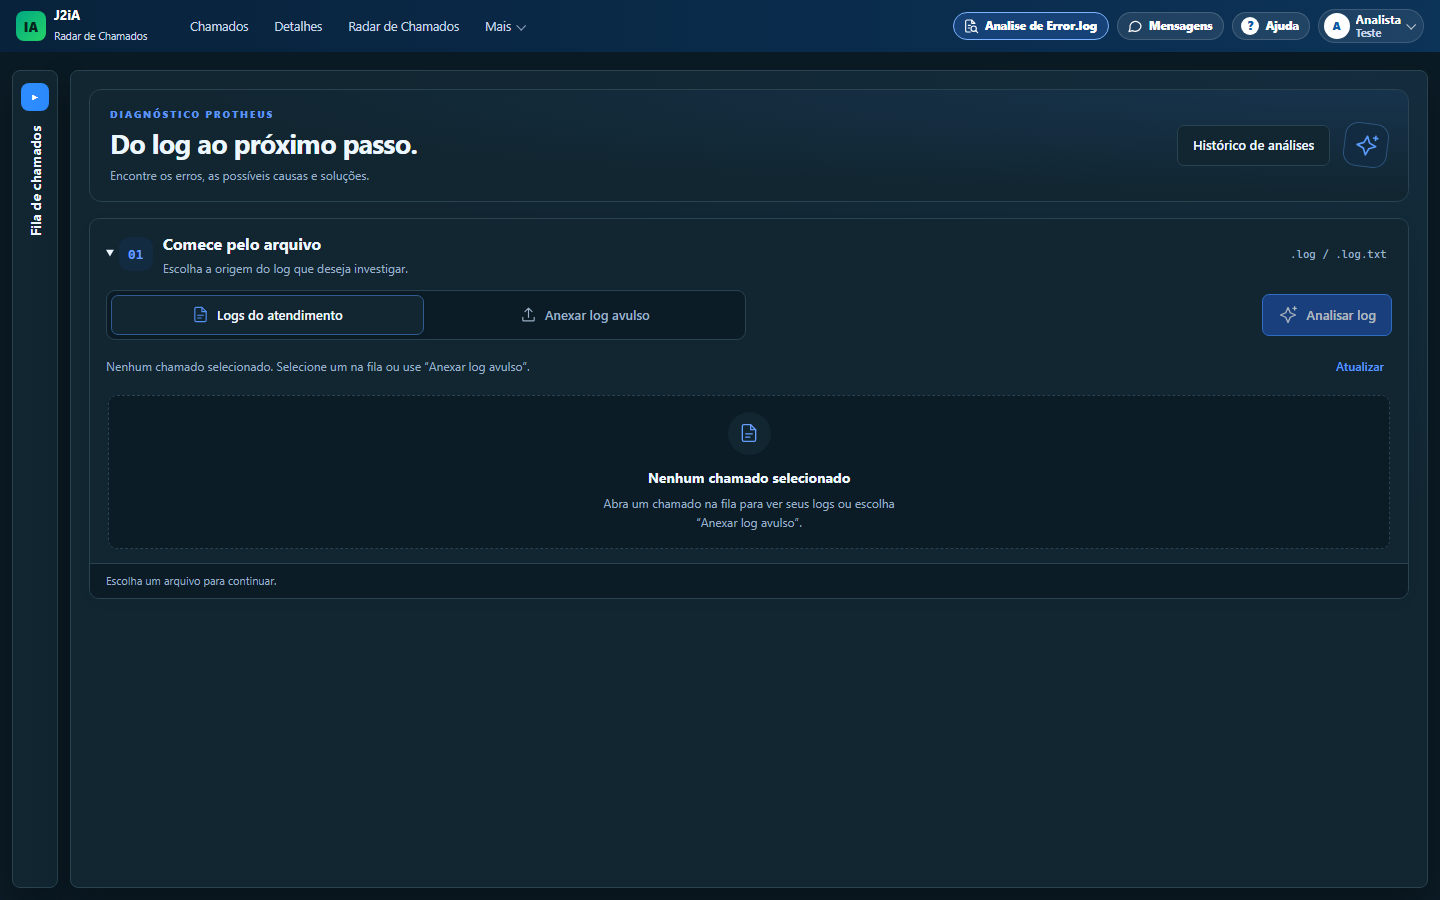 IA
J2iA
Radar de Chamados
Chamados
Detalhes
Radar de Chamados
Mais
Analise de Error.log
Mensagens
? Ajuda
A
Analista
Teste
Fila de chamados
DIAGNÓSTICO PROTHEUS
Do log ao próximo passo.
Encontre os erros, as possíveis causas e soluções.
Histórico de análises
01
Comece pelo arquivo
Escolha a origem do log que deseja investigar.
.log / .log.txt
Logs do atendimento
Anexar log avulso
Analisar log
Nenhum chamado selecionado. Selecione um na fila ou use “Anexar log avulso”.
Atualizar
Nenhum chamado selecionado
Abra um chamado na fila para ver seus logs ou escolha
“Anexar log avulso”.
Escolha um arquivo para continuar.